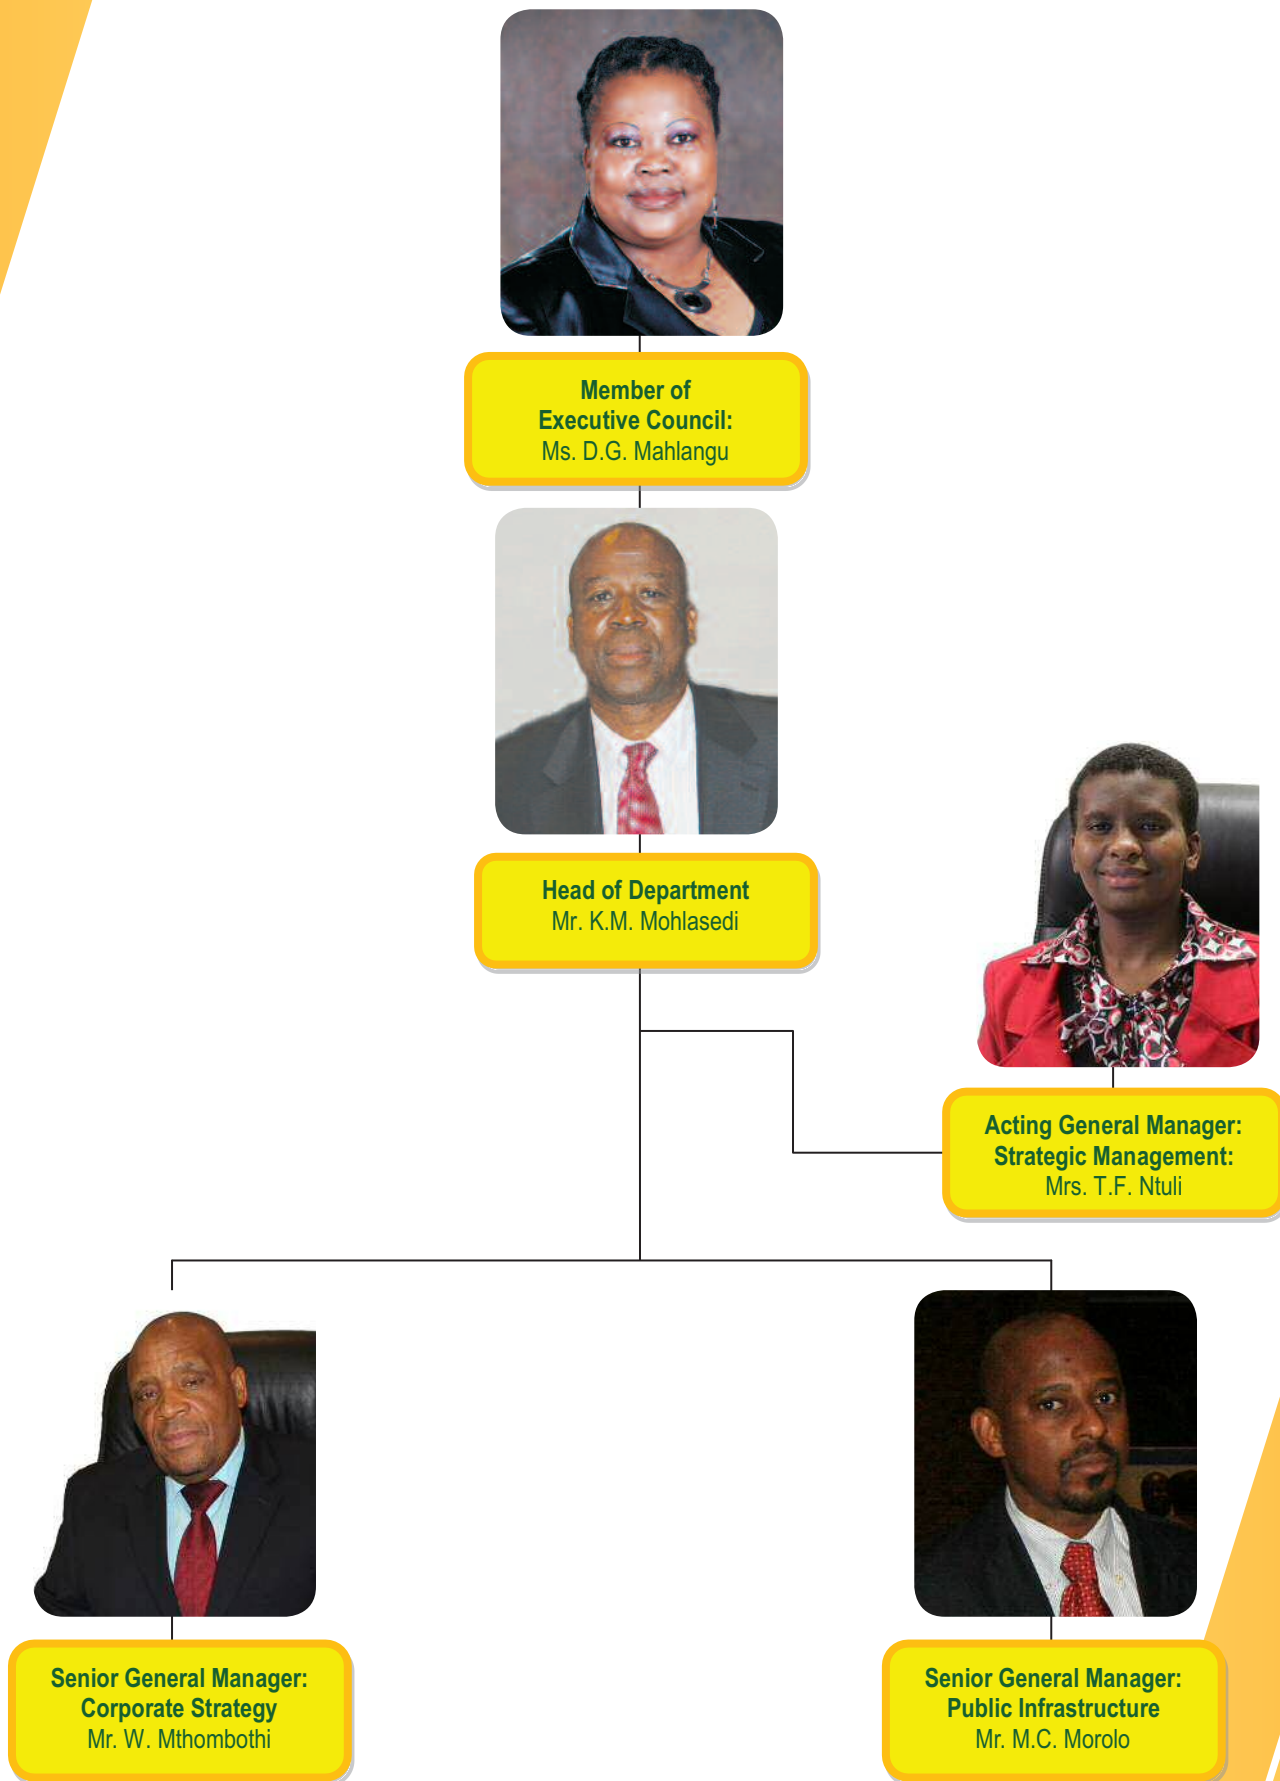 Member of
Executive Council:
Ms. D.G. Mahlangu
Head of Department
Mr. K.M. Mohlasedi
Acting General Manager:
Strategic Management:
Mrs. T.F. Ntuli
Senior General Manager:
Corporate Strategy
Mr. W. Mthombothi
Senior General Manager:
Public Infrastructure
Mr. M.C. Morolo